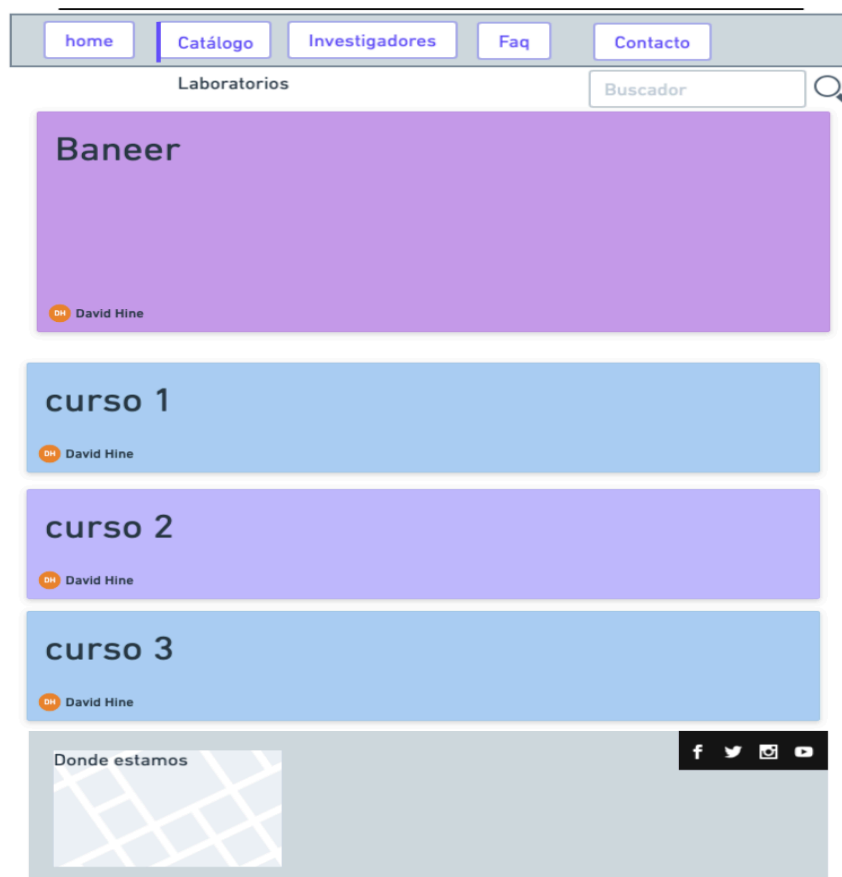 home Catálogo Investigadores Faq Contacto
Laboratorios Buscador
Baneer
DH David Hine
curso 1
DH David Hine
curso 2
DH David Hine
curso 3
DH David Hine
Donde estamos